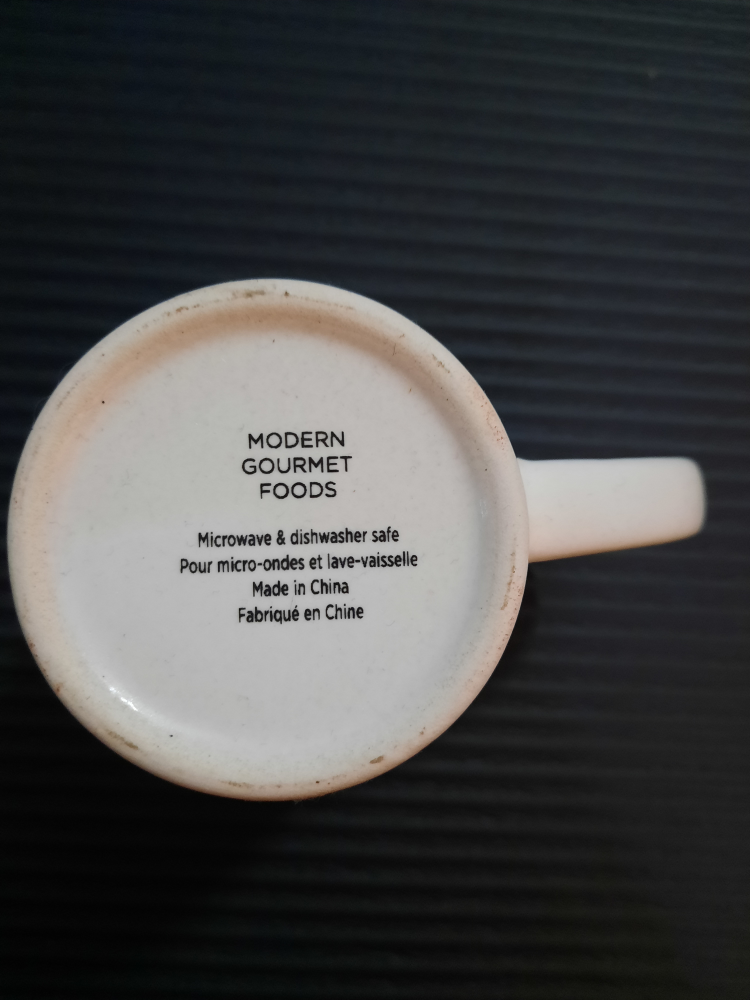 MODERN
GOURMET
FOODS
Microwave & dishwasher safe
Pour micro-ondes et lave-vaisselle
Made in China
Fabriqué en Chine